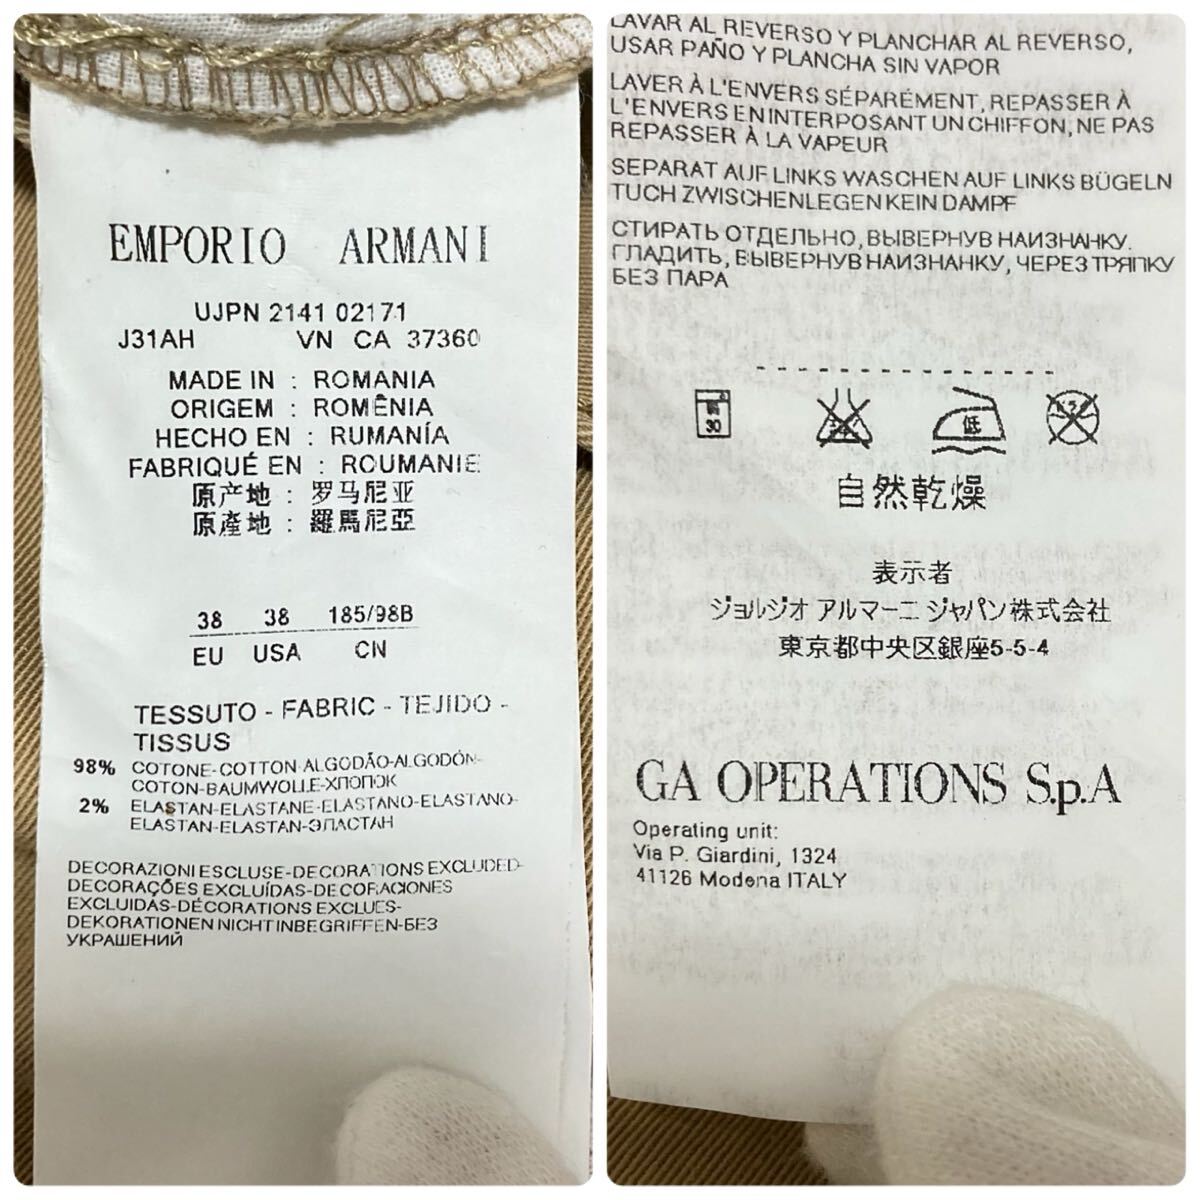 EMPORIO ARMANI
UJPN 2141 02171
J31AH VN CA 37360
MADE IN : ROMANIA
ORIGEM : ROMÊNIA
HECHO EN : RUMANÍA
FABRIQUÉ EN : ROUMANIE
原产地 : 罗马尼亚
原產地 : 羅馬尼亞
38 38 185/98B
EU USA CN
TESSUTO - FABRIC - TEJIDO -
TISSUS
98% COTONE-COTTON-ALGODÃO-ALGODÓN-
COTON-BAUMWOLLE-ХЛОПОК
2% ELASTAN-ELASTANE-ELASTANO-ELASTANO-
ELASTAN-ELASTAN-ЭЛАСТАН
DECORAZIONI ESCLUSE-DECORATIONS EXCLUDED-
DECORAÇÕES EXCLUÍDAS-DECORACIONES
EXCLUIDAS-DÉCORATIONS EXCLUES-
DEKORATIONEN NICHT INBEGRIFFEN-БЕЗ
УКРАШЕНИЙ
LAVAR AL REVERSO Y PLANCHAR AL REVERSO,
USAR PAÑO Y PLANCHA SIN VAPOR
LAVER À L'ENVERS SÉPARÉMENT, REPASSER À
L'ENVERS EN INTERPOSANT UN CHIFFON, NE PAS
REPASSER À LA VAPEUR
SEPARAT AUF LINKS WASCHEN AUF LINKS BÜGELN
TUCH ZWISCHENLEGEN KEIN DAMPF
СТИРАТЬ ОТДЕЛЬНО, ВЫВЕРНУВ НАИЗНАНКУ.
ГЛАДИТЬ, ВЫВЕРНУВ НАИЗНАНКУ, ЧЕРЕЗ ТРЯПКУ
БЕЗ ПАРА
30 低
自然乾燥
表示者
ジョルジオ アルマーニ ジャパン株式会社
東京都中央区銀座5-5-4
GA OPERATIONS S.p.A
Operating unit:
Via P. Giardini, 1324
41126 Modena ITALY